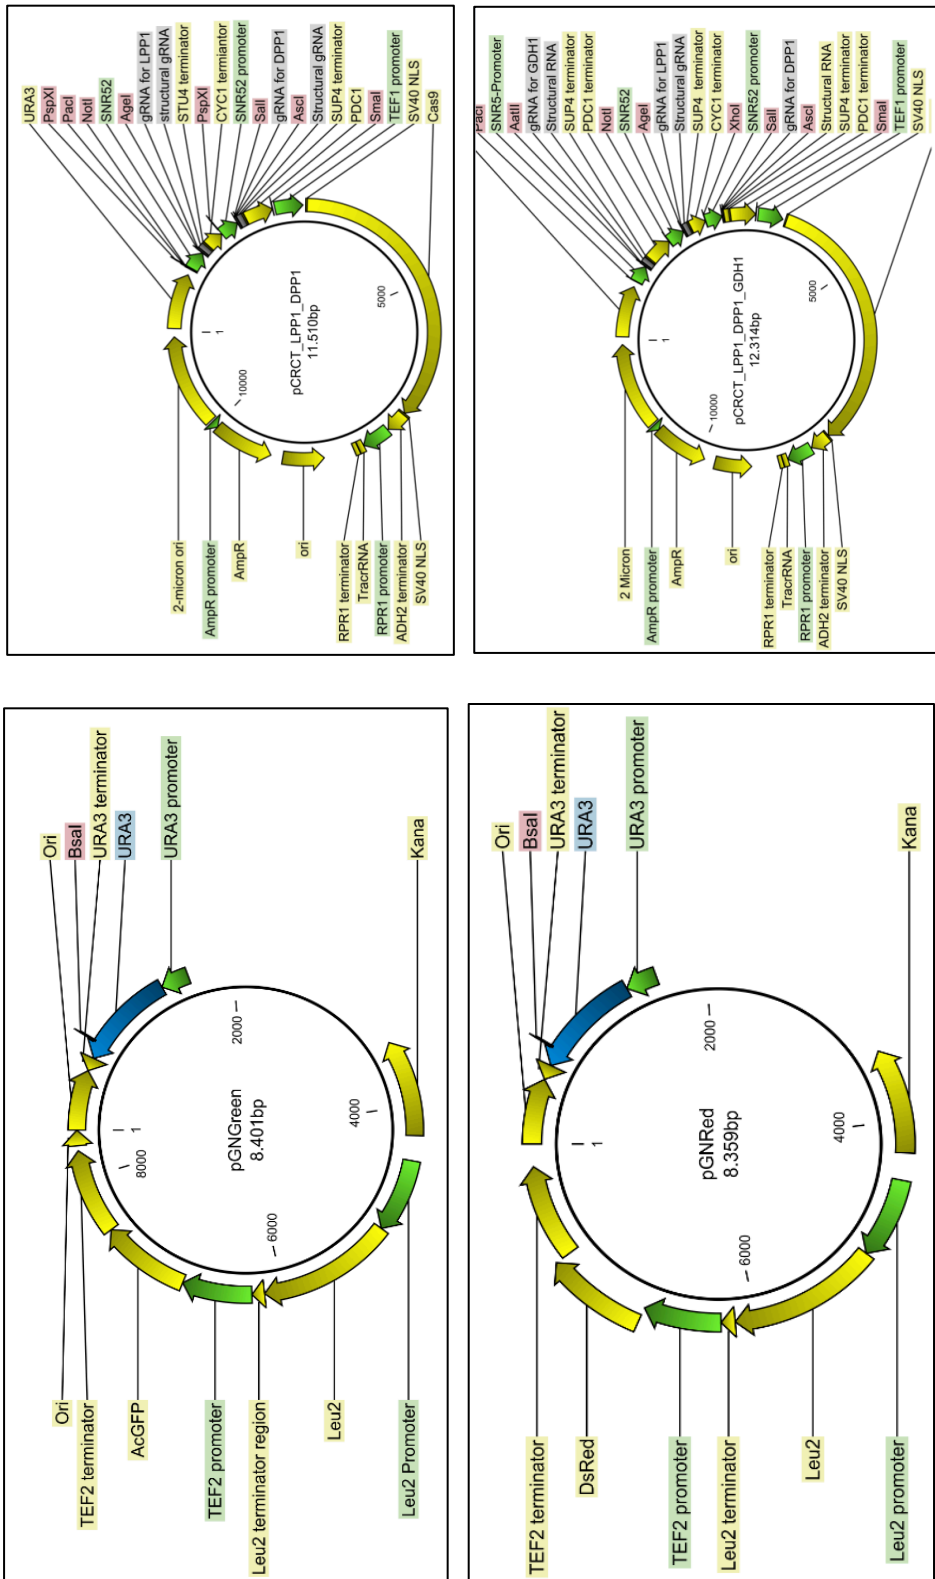 URA3
PspXI
PacI
NotI
SNR52
AgeI
gRNA for LPP1
structural gRNA
STU4 terminator
PspXI
CYC1 termiantor
SNR52 promoter
SalI
gRNA for DPP1
AscI
Structural gRNA
SUP4 terminator
PDC1
SmaI
TEF1 promoter
SV40 NLS
Cas9
1
5000
10000
pCRCT_LPP1_DPP1
11.510bp
2-micron ori
AmpR promoter
AmpR
ori
RPR1 terminator
TracrRNA
RPR1 promoter
ADH2 terminator
SV40 NLS
PacI
SNR5-Promoter
AatII
gRNA for GDH1
Structural RNA
SUP4 terminator
PDC1 terminator
NotI
SNR52
AgeI
gRNA for LPP1
Structural gRNA
SUP4 terminator
CYC1 terminator
XhoI
SNR52 promoter
SalI
gRNA for DPP1
AscI
Structural RNA
SUP4 terminator
PDC1 terminator
SmaI
TEF1 promoter
SV40 NLS
1
5000
10000
pCRCT_LPP1_DPP1_GDH1
12.314bp
2 Micron
AmpR promoter
AmpR
ori
RPR1 terminator
TracrRNA
RPR1 promoter
ADH2 terminator
SV40 NLS
Ori
BsaI
URA3 terminator
URA3
URA3 promoter
Kana
1
2000
4000
6000
8000
pGNGreen
8.401bp
Ori
TEF2 terminator
AcGFP
TEF2 promoter
Leu2 terminator region
Leu2
Leu2 Promoter
Ori
BsaI
URA3 terminator
URA3
URA3 promoter
Kana
1
2000
4000
6000
pGNRed
8.359bp
TEF2 terminator
DsRed
TEF2 promoter
Leu2 terminator
Leu2
Leu2 promoter